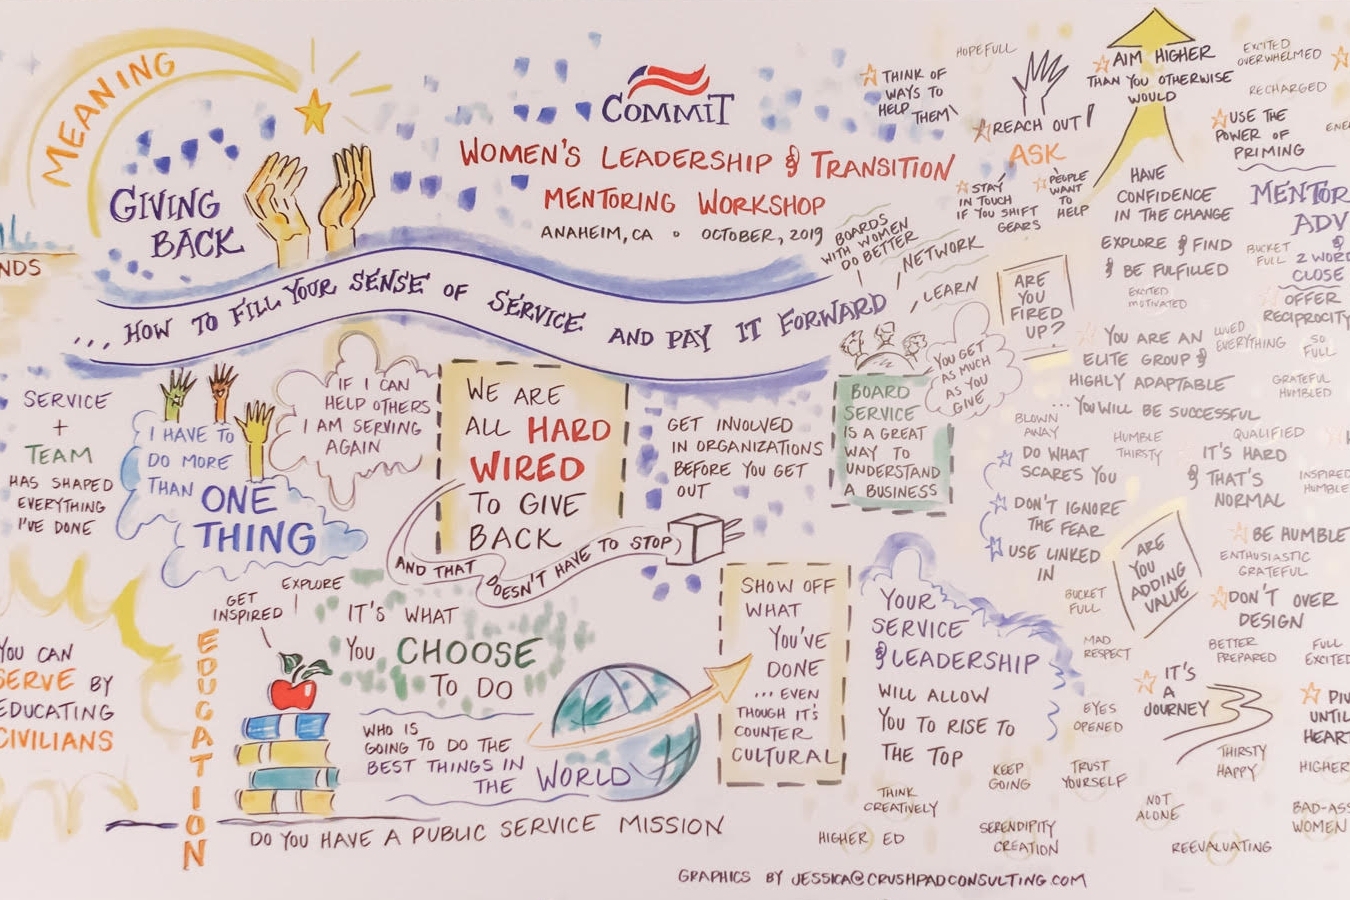 MEANING
GIVING
BACK
NDS
COMMIT
WOMEN'S LEADERSHIP & TRANSITION
MENTORING WORKSHOP
ANAHEIM, CA • OCTOBER, 2019
... HOW TO FILL YOUR SENSE OF SERVICE AND PAY IT FORWARD
BOARDS
WITH WOMEN
DO BETTER
NETWORK
LEARN
SERVICE
+
TEAM
HAS SHAPED
EVERYTHING
I'VE DONE
I HAVE TO
DO MORE
THAN ONE
THING
IF I CAN
HELP OTHERS
I AM SERVING
AGAIN
WE ARE
ALL HARD
WIRED
TO GIVE
BACK
AND THAT DOESN'T HAVE TO STOP
GET INVOLVED
IN ORGANIZATIONS
BEFORE YOU GET
OUT
BOARD
SERVICE
IS A GREAT
WAY TO
UNDERSTAND
A BUSINESS
YOU GET
AS MUCH
AS YOU
GIVE
YOU CAN
SERVE BY
EDUCATING
CIVILIANS
EDUCATION
GET
INSPIRED
EXPLORE
IT'S WHAT
YOU CHOOSE
TO DO
WHO IS
GOING TO DO THE
BEST THINGS IN
THE WORLD
DO YOU HAVE A PUBLIC SERVICE MISSION
SHOW OFF
WHAT
YOU'VE
DONE
... EVEN
THOUGH IT'S
COUNTER
CULTURAL
YOUR
SERVICE
& LEADERSHIP
WILL ALLOW
YOU TO RISE TO
THE TOP
THINK OF
WAYS TO
HELP THEM
HOPEFULL
REACH OUT!
ASK
STAY
IN TOUCH
IF YOU SHIFT
GEARS
PEOPLE
WANT
TO
HELP
AIM HIGHER
THAN YOU OTHERWISE
WOULD
HAVE
CONFIDENCE
IN THE CHANGE
EXPLORE & FIND
& BE FULFILLED
EXCITED
MOTIVATED
ARE
YOU
FIRED
UP?
YOU ARE AN
ELITE GROUP &
HIGHLY ADAPTABLE
... YOU WILL BE SUCCESSFUL
EXCITED
OVERWHELMED
RECHARGED
USE THE
POWER OF
PRIMING
ENE
MENTOR
ADV
&
BUCKET
FULL
2 WORD
CLOSE
OFFER
RECIPROCITY
LOVED
EVERYTHING
SO
FULL
GRATEFUL
HUMBLED
BLOWN
AWAY
HUMBLE
THIRSTY
QUALIFIED
DO WHAT
SCARES YOU
DON'T IGNORE
THE FEAR
USE LINKED
IN
IT'S HARD
& THAT'S
NORMAL
INSPIRED
HUMBLE
BE HUMBLE
ENTHUSIASTIC
GRATEFUL
DON'T OVER
DESIGN
ARE
YOU
ADDING
VALUE
BUCKET
FULL
MAD
RESPECT
BETTER
PREPARED
FULL
EXCITED
IT'S
A
JOURNEY
EYES
OPENED
DIV
UNTIL
HEART
THIRSTY
HAPPY
HIGHER
KEEP
GOING
TRUST
YOURSELF
THINK
CREATIVELY
NOT
ALONE
BAD-ASS
WOMEN
HIGHER ED
SERENDIPITY
CREATION
REEVALUATING
GRAPHICS BY JESSICA@CRUSHPADCONSULTING.COM